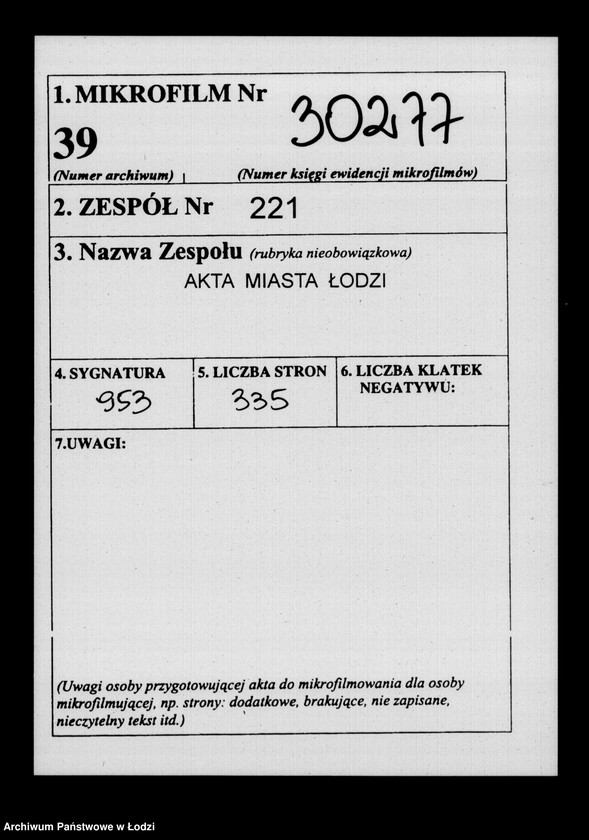 1. MIKROFILM Nr 30277
39
(Numer archiwum) (Numer księgi ewidencji mikrofilmów)
2. ZESPÓŁ Nr 221
3. Nazwa Zespołu (rubryka nieobowiązkowa)
AKTA MIASTA ŁODZI
4. SYGNATURA 5. LICZBA STRON 6. LICZBA KLATEK
NEGATYWU:
953 335
7.UWAGI:
(Uwagi osoby przygotowującej akta do mikrofilmowania dla osoby
mikrofilmującej, np. strony: dodatkowe, brakujące, nie zapisane,
nieczytelny tekst itd.)
Archiwum Państwowe w Łodzi